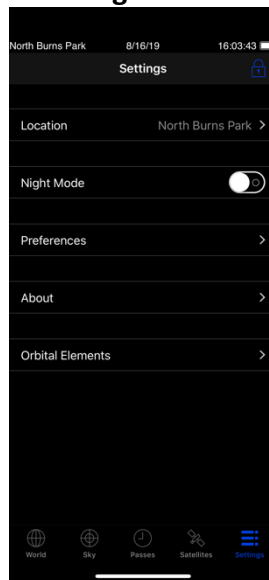 North Burns Park 8/16/19 16:03:43
Settings
Location North Burns Park
Night Mode
Preferences
About
Orbital Elements
World Sky Passes Satellites Settings